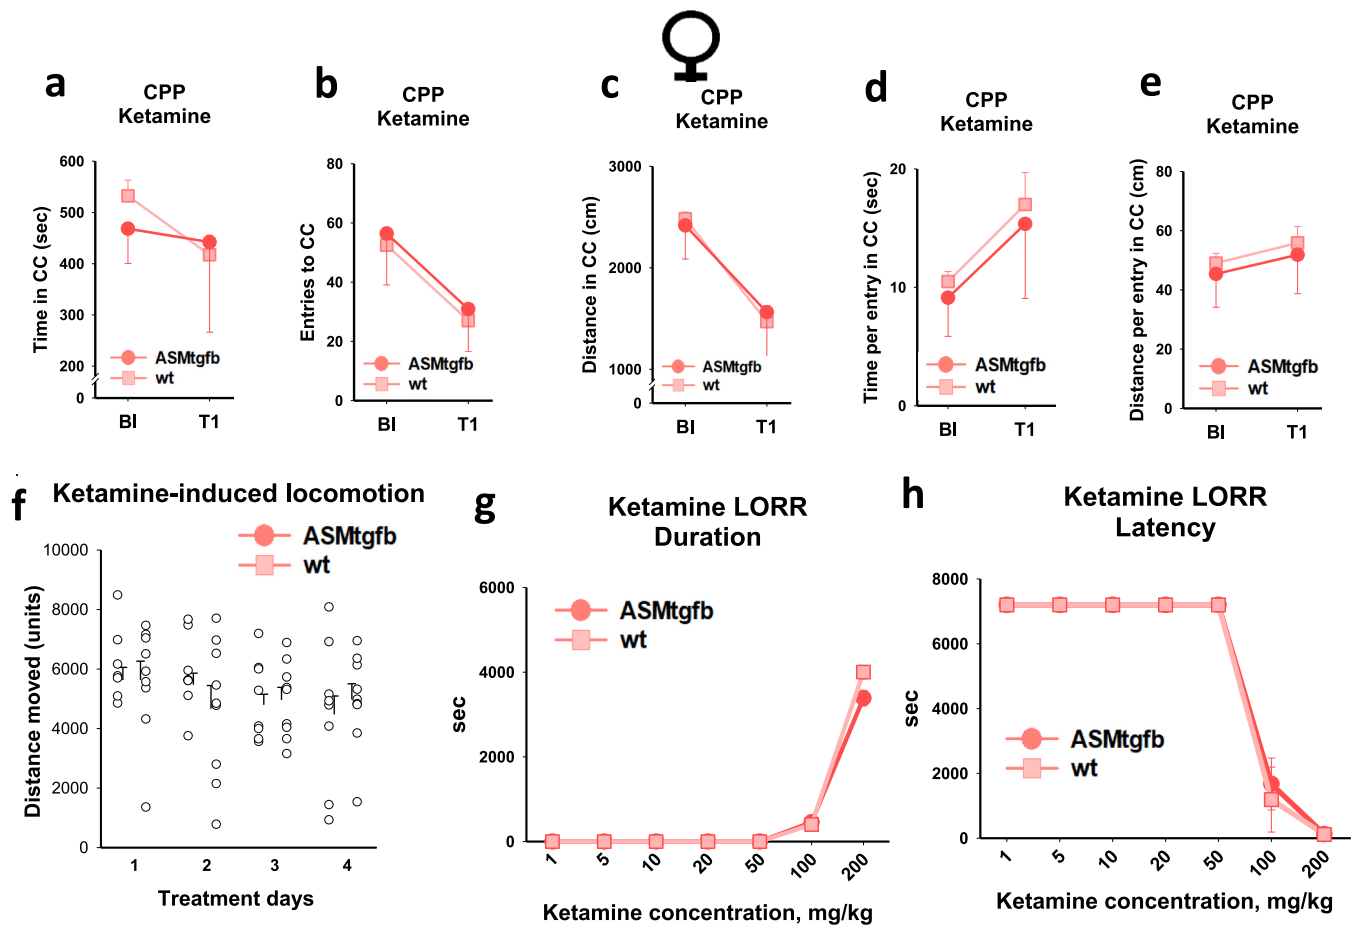 a
CPP
Ketamine
Time in CC (sec)
600
500
400
300
200
0
ASMtgfb
wt
BI T1
b
CPP
Ketamine
Entries to CC
80
60
40
20
0
ASMtgfb
wt
BI T1
c
CPP
Ketamine
Distance in CC (cm)
3000
2000
1000
0
ASMtgfb
wt
BI T1
d
CPP
Ketamine
Time per entry in CC (sec)
20
10
0
ASMtgfb
wt
BI T1
e
CPP
Ketamine
Distance per entry in CC (cm)
80
60
40
20
0
ASMtgfb
wt
BI T1
f
Ketamine-induced locomotion
ASMtgfb
wt
Distance moved (units)
10000
8000
6000
4000
2000
0
1 2 3 4
Treatment days
g
Ketamine LORR
Duration
sec
6000
4000
2000
0
ASMtgfb
wt
1 5 10 20 50 100 200
Ketamine concentration, mg/kg
h
Ketamine LORR
Latency
sec
8000
6000
4000
2000
0
ASMtgfb
wt
1 5 10 20 50 100 200
Ketamine concentration, mg/kg